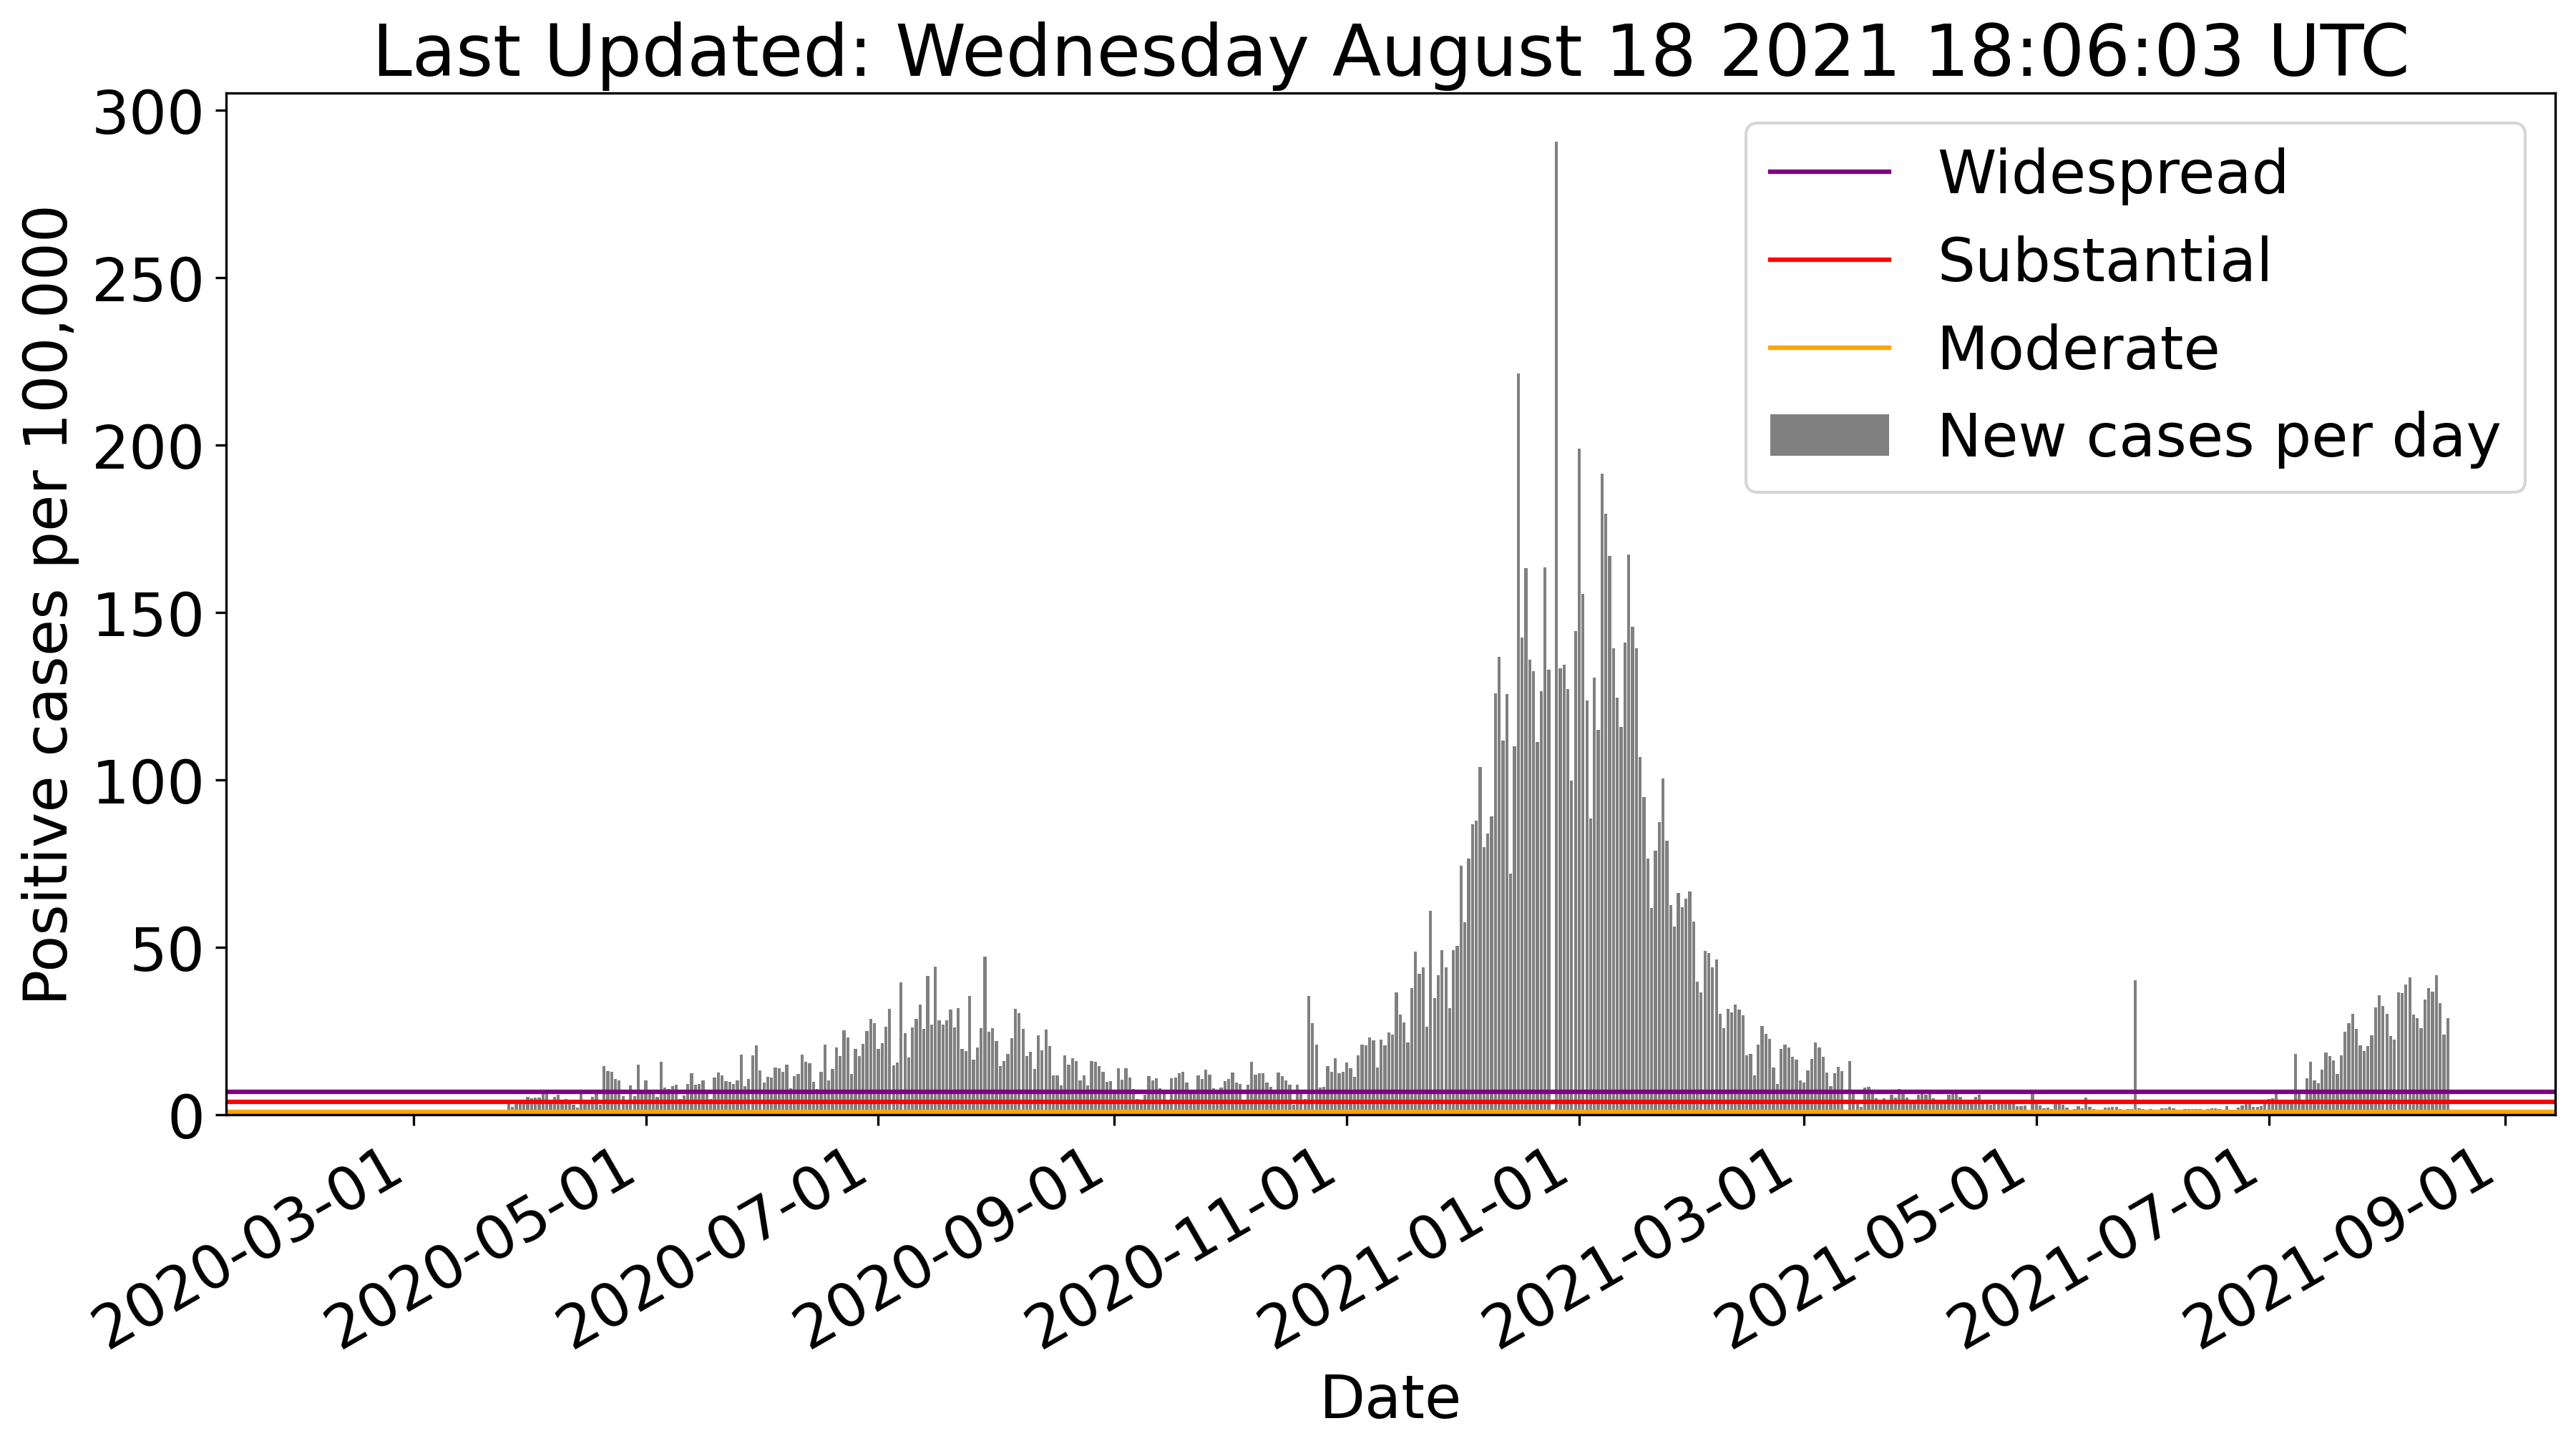 Last Updated: Wednesday August 18 2021 18:06:03 UTC
300
250
200
150
100
50
0
Positive cases per 100,000
Widespread
Substantial
Moderate
New cases per day
2020-03-01
2020-05-01
2020-07-01
2020-09-01
2020-11-01
2021-01-01
2021-03-01
2021-05-01
2021-07-01
2021-09-01
Date